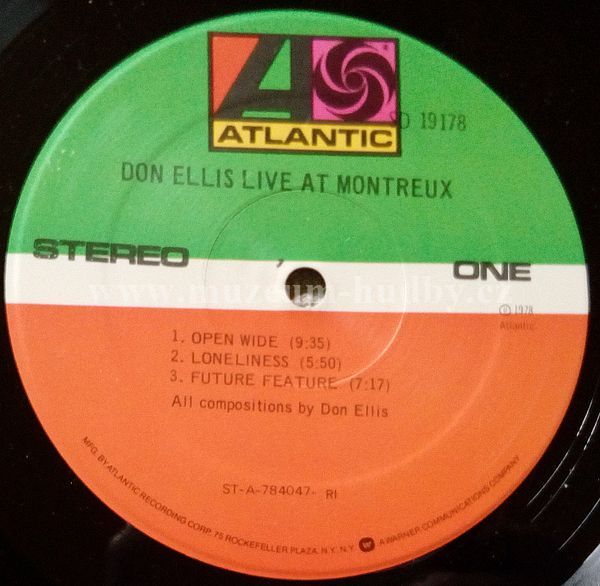 ATLANTIC
SD 19178
DON ELLIS LIVE AT MONTREUX
STEREO
ONE
www.muzeum-hudby.cz
℗ 1978
Atlantic
1. OPEN WIDE (9:35)
2. LONELINESS (5:50)
3. FUTURE FEATURE (7:17)
All compositions by Don Ellis
ST-A-784047- RI
MFG. BY ATLANTIC RECORDING CORP. 75 ROCKEFELLER PLAZA, N.Y., N.Y. A WARNER COMMUNICATIONS COMPANY